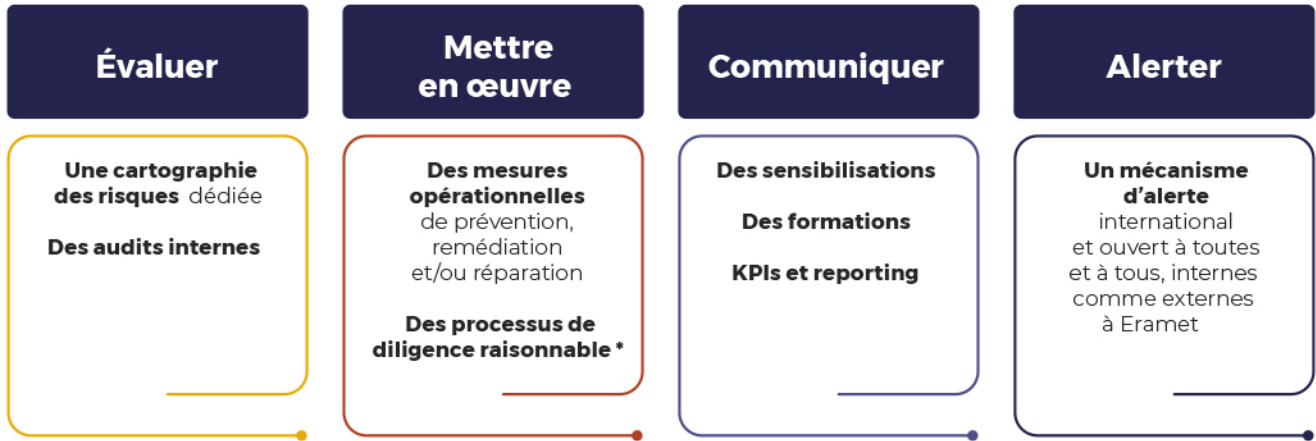 Évaluer
Une cartographie
des risques dédiée
Des audits internes
Mettre
en œuvre
Des mesures
opérationnelles
de prévention,
remédiation
et/ou réparation
Des processus de
diligence raisonnable *
Communiquer
Des sensibilisations
Des formations
KPIs et reporting
Alerter
Un mécanisme
d’alerte
international
et ouvert à toutes
et à tous, internes
comme externes
à Eramet